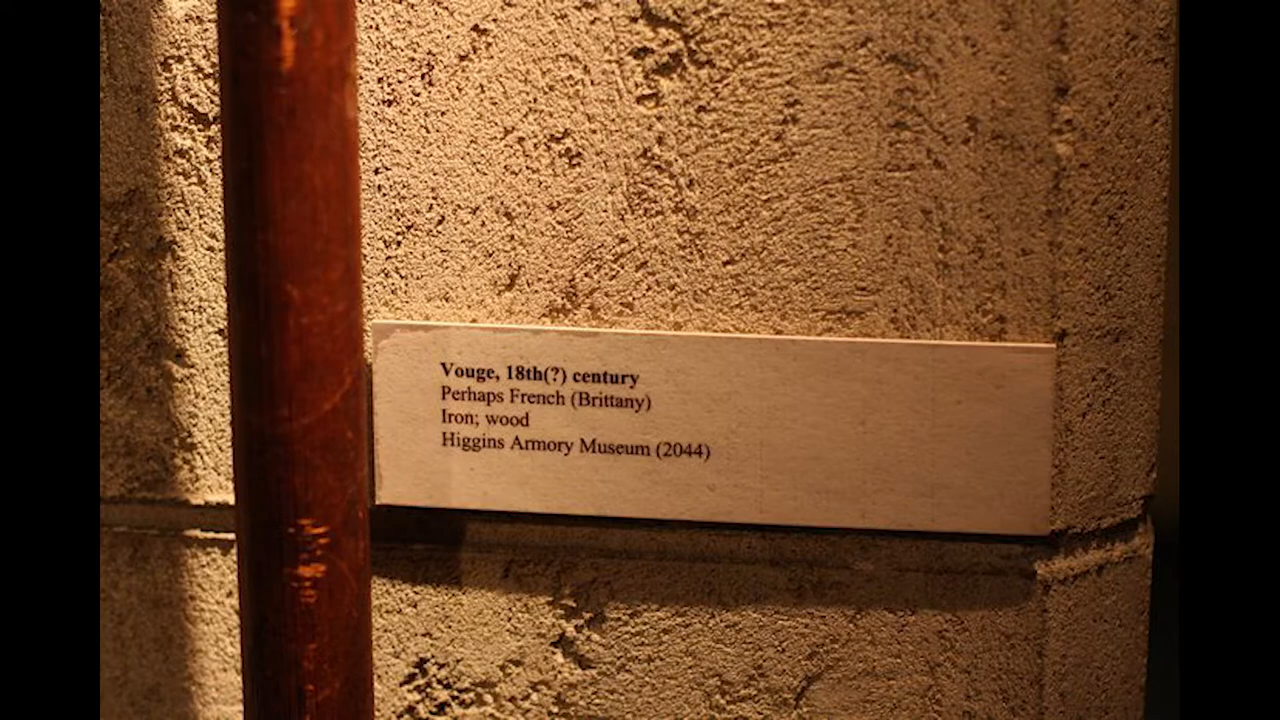 Vouge, 18th(?) century
Perhaps French (Brittany)
Iron; wood
Higgins Armory Museum (2044)